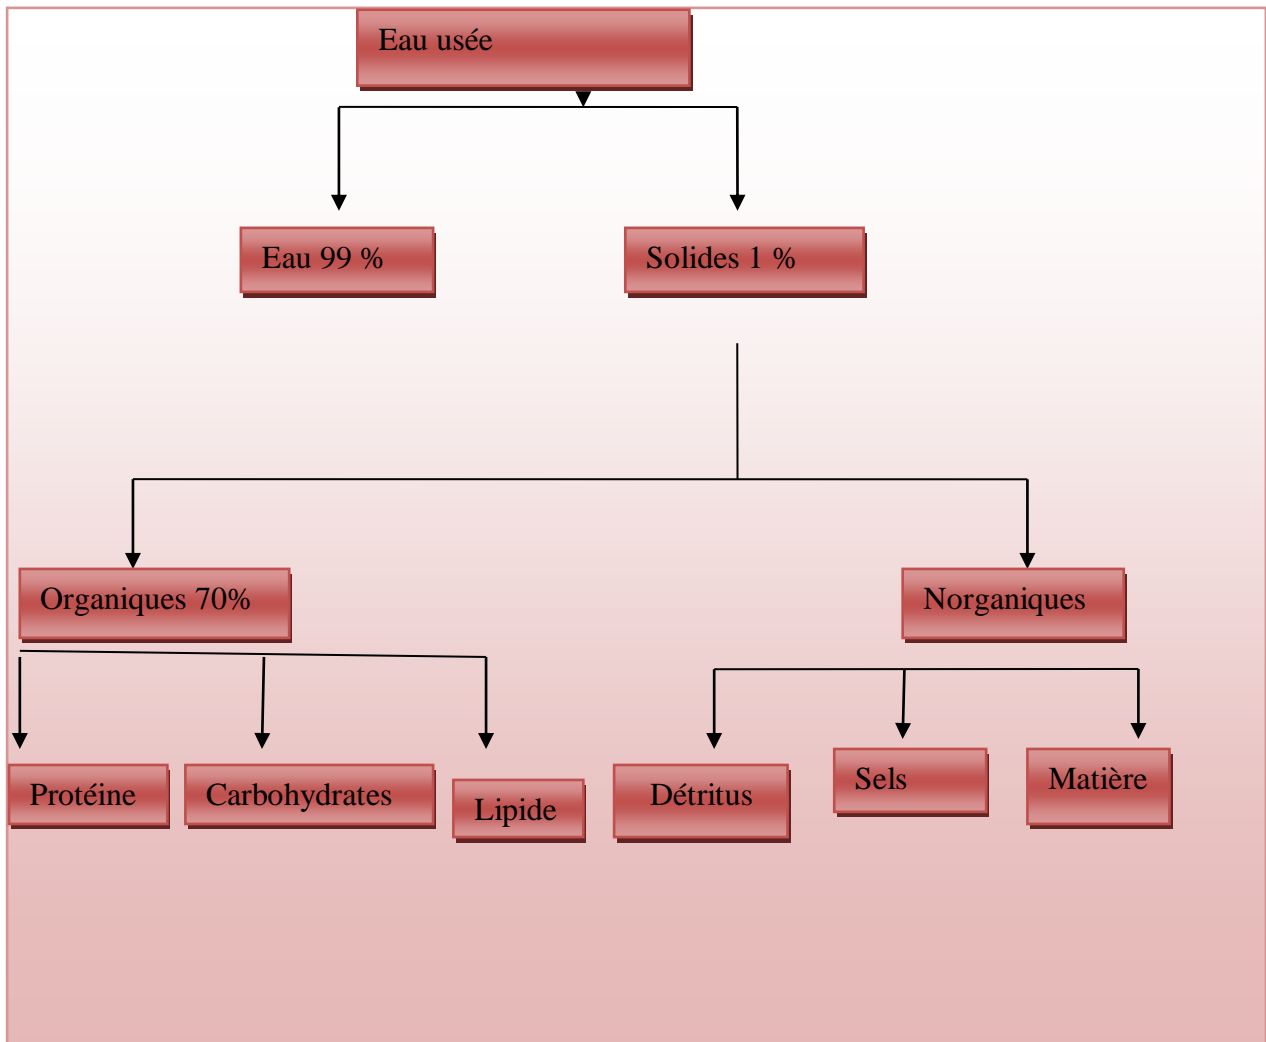 Eau usée
Eau 99 %
Solides 1 %
Organiques 70%
Norganiques
Protéine
Carbohydrates
Lipide
Détritus
Sels
Matière